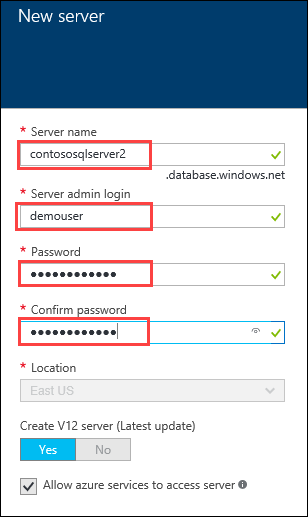 New server
* Server name
contososqlserver2
.database.windows.net
* Server admin login
demouser
* Password
●●●●●●●●●●●●
* Confirm password
●●●●●●●●●●●●
* Location
East US
Create V12 server (Latest update)
Yes No
Allow azure services to access server